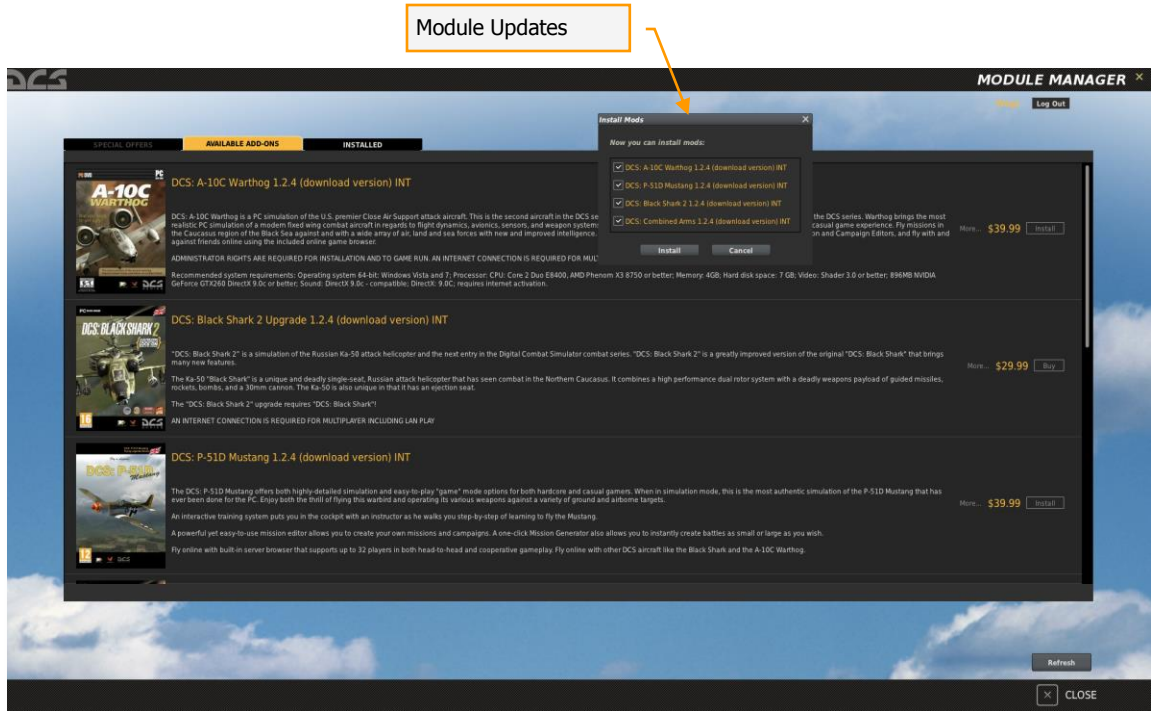 Module Updates
DCS
MODULE MANAGER ×
Log Out
SPECIAL OFFERS
AVAILABLE ADD-ONS
INSTALLED
Install Mods
Now you can install mods:
DCS: A-10C Warthog 1.2.4 (download version) INT
DCS: P-51D Mustang 1.2.4 (download version) INT
DCS: Black Shark 2 1.2.4 (download version) INT
DCS: Combined Arms 1.2.4 (download version) INT
Install
Cancel
PC
A-10C
WARTHOG
DCS
DCS: A-10C Warthog 1.2.4 (download version) INT
DCS: A-10C Warthog is a PC simulation of the U.S. premier Close Air Support attack aircraft. This is the second aircraft in the DCS se the DCS series. Warthog brings the most
realistic PC simulation of a modern fixed wing combat aircraft in regards to flight dynamics, avionics, sensors, and weapon system casual game experience. Fly missions in
the Caucasus region of the Black Sea against and with a wide array of air, land and sea forces with new and improved intelligence. on and Campaign Editors, and fly with and
against friends online using the included online game browser.
ADMINISTRATOR RIGHTS ARE REQUIRED FOR INSTALLATION AND TO GAME RUN. AN INTERNET CONNECTION IS REQUIRED FOR MUL
Recommended system requirements: Operating system 64-bit: Windows Vista and 7; Processor: CPU: Core 2 Duo E8400, AMD Phenom X3 8750 or better; Memory: 4GB; Hard disk space: 7 GB; Video: Shader 3.0 or better; 896MB NVIDIA
GeForce GTX260 DirectX 9.0c or better; Sound: DirectX 9.0c - compatible; DirectX: 9.0C, requires internet activation.
More... $39.99 Install
DCS: BLACK SHARK 2
16
DCS
DCS: Black Shark 2 Upgrade 1.2.4 (download version) INT
"DCS: Black Shark 2" is a simulation of the Russian Ka-50 attack helicopter and the next entry in the Digital Combat Simulator combat series. "DCS: Black Shark 2" is a greatly improved version of the original "DCS: Black Shark" that brings
many new features.
The Ka-50 "Black Shark" is a unique and deadly single-seat, Russian attack helicopter that has seen combat in the Northern Caucasus. It combines a high performance dual rotor system with a deadly weapons payload of guided missiles,
rockets, bombs, and a 30mm cannon. The Ka-50 is also unique in that it has an ejection seat.
The "DCS: Black Shark 2" upgrade requires "DCS: Black Shark"!
AN INTERNET CONNECTION IS REQUIRED FOR MULTIPLAYER INCLUDING LAN PLAY
More... $29.99 Buy
DCS: P-51D
Mustang
12
DCS
DCS: P-51D Mustang 1.2.4 (download version) INT
The DCS: P-51D Mustang offers both highly-detailed simulation and easy-to-play "game" mode options for both hardcore and casual gamers. When in simulation mode, this is the most authentic simulation of the P-51D Mustang that has
ever been done for the PC. Enjoy both the thrill of flying this warbird and operating its various weapons against a variety of ground and airborne targets.
An interactive training system puts you in the cockpit with an instructor as he walks you step-by-step of learning to fly the Mustang.
A powerful yet easy-to-use mission editor allows you to create your own missions and campaigns. A one-click Mission Generator also allows you to instantly create battles as small or large as you wish.
Fly online with built-in server browser that supports up to 32 players in both head-to-head and cooperative gameplay. Fly online with other DCS aircraft like the Black Shark and the A-10C Warthog.
More... $39.99 Install
Refresh
× CLOSE